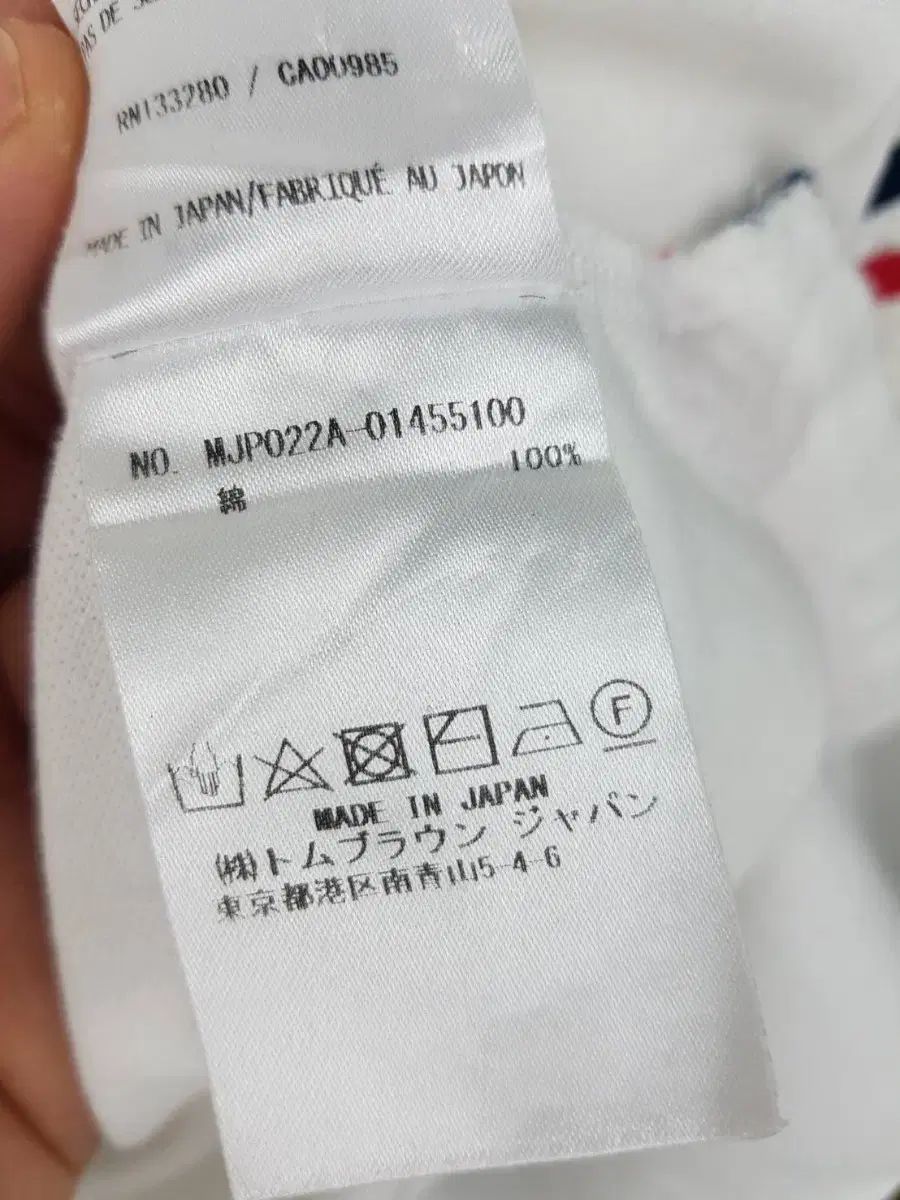 PAS DE
RN133280 / CA00985
MADE IN JAPAN/FABRIQUÉ AU JAPON
NO. MJP022A-01455100
綿 100%
F
MADE IN JAPAN
㈱トムブラウン ジャパン
東京都港区南青山5-4-6